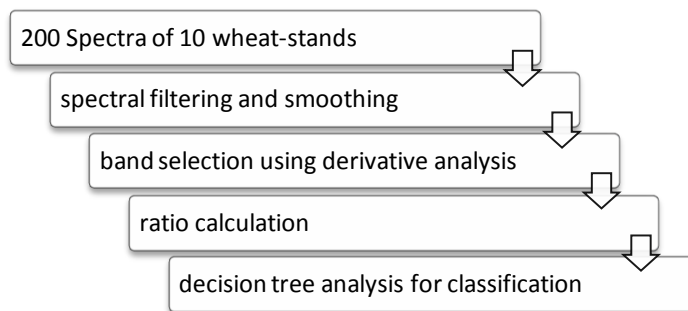 200 Spectra of 10 wheat-stands
spectral filtering and smoothing
band selection using derivative analysis
ratio calculation
decision tree analysis for classification